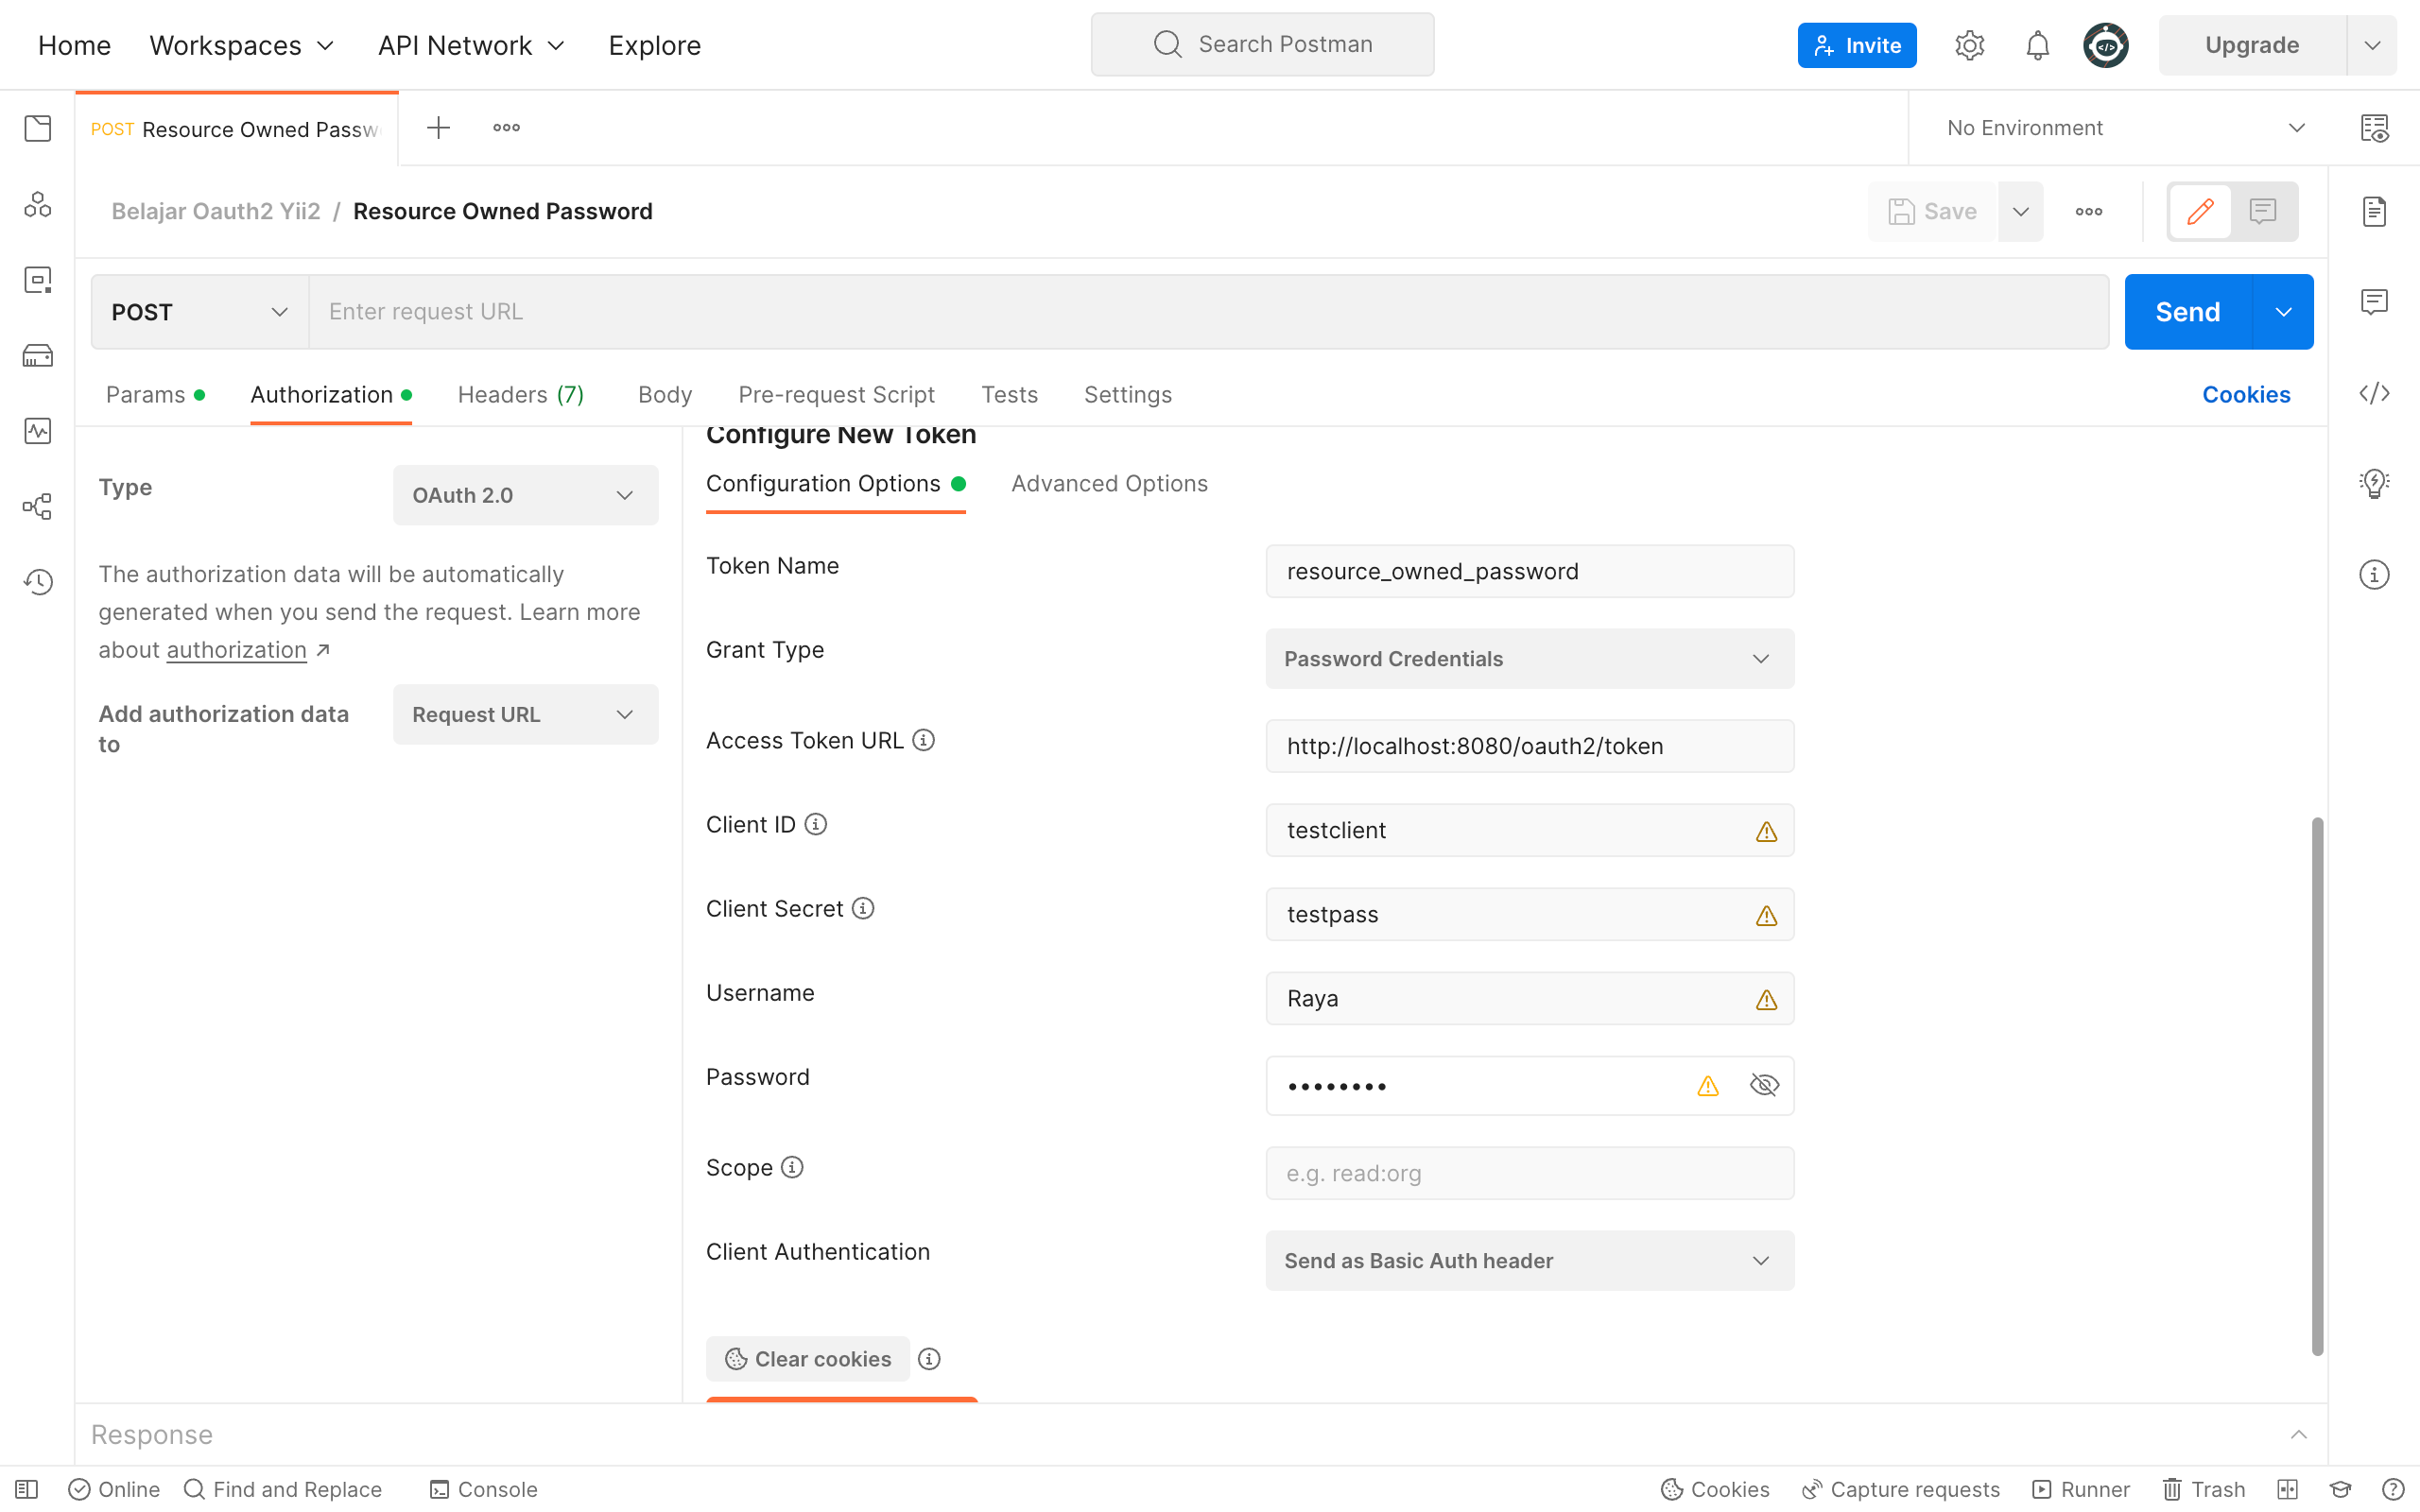 Home Workspaces API Network Explore Search Postman Invite Upgrade
POST Resource Owned Passw No Environment
Belajar Oauth2 Yii2 / Resource Owned Password Save
POST Enter request URL Send
Params Authorization Headers (7) Body Pre-request Script Tests Settings Cookies
Type OAuth 2.0
The authorization data will be automatically
generated when you send the request. Learn more
about authorization ↗
Add authorization data
to
Request URL
Configure New Token
Configuration Options Advanced Options
Token Name resource_owned_password
Grant Type Password Credentials
Access Token URL http://localhost:8080/oauth2/token
Client ID testclient
Client Secret testpass
Username Raya
Password ••••••••
Scope e.g. read:org
Client Authentication Send as Basic Auth header
Clear cookies
Response
Online Find and Replace Console Cookies Capture requests Runner Trash